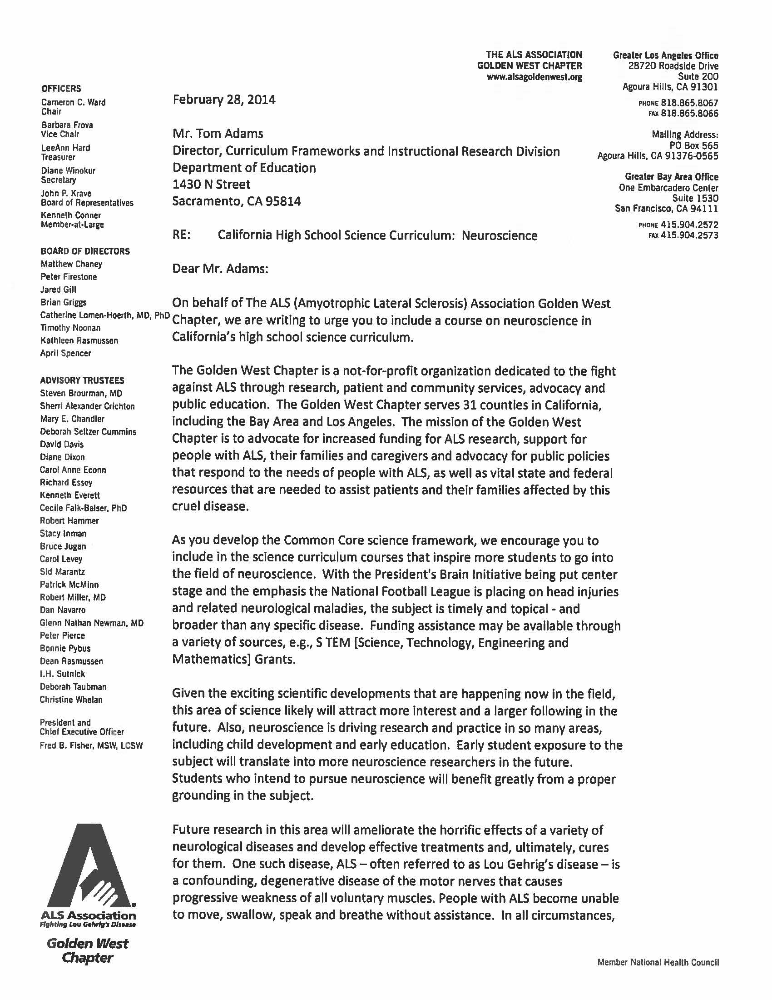 THE ALS ASSOCIATION
GOLDEN WEST CHAPTER
www.alsagoldenwest.org
Greater Los Angeles Office
28720 Roadside Drive
Suite 200
Agoura Hills, CA 91301
PHONE 818.865.8067
FAX 818.865.8066
Mailing Address:
PO Box 565
Agoura Hills, CA 91376-0565
Greater Bay Area Office
One Embarcadero Center
Suite 1530
San Francisco, CA 94111
PHONE 415.904.2572
FAX 415.904.2573
OFFICERS
Cameron C. Ward
Chair
Barbara Frova
Vice Chair
LeeAnn Hard
Treasurer
Diane Winokur
Secretary
John P. Krave
Board of Representatives
Kenneth Conner
Member-at-Large
BOARD OF DIRECTORS
Matthew Chaney
Peter Firestone
Jared Gill
Brian Griggs
Catherine Lomen-Hoerth, MD, PhD
Timothy Noonan
Kathleen Rasmussen
April Spencer
ADVISORY TRUSTEES
Steven Brourman, MD
Sherri Alexander Crichton
Mary E. Chandler
Deborah Seltzer Cummins
David Davis
Diane Dixon
Carol Anne Econn
Richard Essey
Kenneth Everett
Cecile Falk-Balser, PhD
Robert Hammer
Stacy Inman
Bruce Jugan
Carol Levey
Sid Marantz
Patrick McMinn
Robert Miller, MD
Dan Navarro
Glenn Nathan Newman, MD
Peter Pierce
Bonnie Pybus
Dean Rasmussen
I.H. Sutnick
Deborah Taubman
Christine Whelan
President and
Chief Executive Officer
Fred B. Fisher, MSW, LCSW
February 28, 2014
Mr. Tom Adams
Director, Curriculum Frameworks and Instructional Research Division
Department of Education
1430 N Street
Sacramento, CA 95814
RE: California High School Science Curriculum: Neuroscience
Dear Mr. Adams:
On behalf of The ALS (Amyotrophic Lateral Sclerosis) Association Golden West
Chapter, we are writing to urge you to include a course on neuroscience in
California's high school science curriculum.
The Golden West Chapter is a not-for-profit organization dedicated to the fight
against ALS through research, patient and community services, advocacy and
public education. The Golden West Chapter serves 31 counties in California,
including the Bay Area and Los Angeles. The mission of the Golden West
Chapter is to advocate for increased funding for ALS research, support for
people with ALS, their families and caregivers and advocacy for public policies
that respond to the needs of people with ALS, as well as vital state and federal
resources that are needed to assist patients and their families affected by this
cruel disease.
As you develop the Common Core science framework, we encourage you to
include in the science curriculum courses that inspire more students to go into
the field of neuroscience. With the President's Brain Initiative being put center
stage and the emphasis the National Football League is placing on head injuries
and related neurological maladies, the subject is timely and topical - and
broader than any specific disease. Funding assistance may be available through
a variety of sources, e.g., S TEM [Science, Technology, Engineering and
Mathematics] Grants.
Given the exciting scientific developments that are happening now in the field,
this area of science likely will attract more interest and a larger following in the
future. Also, neuroscience is driving research and practice in so many areas,
including child development and early education. Early student exposure to the
subject will translate into more neuroscience researchers in the future.
Students who intend to pursue neuroscience will benefit greatly from a proper
grounding in the subject.
Future research in this area will ameliorate the horrific effects of a variety of
neurological diseases and develop effective treatments and, ultimately, cures
for them. One such disease, ALS – often referred to as Lou Gehrig's disease – is
a confounding, degenerative disease of the motor nerves that causes
progressive weakness of all voluntary muscles. People with ALS become unable
to move, swallow, speak and breathe without assistance. In all circumstances,
ALS Association
Fighting Lou Gehrig's Disease
Golden West
Chapter
Member National Health Council